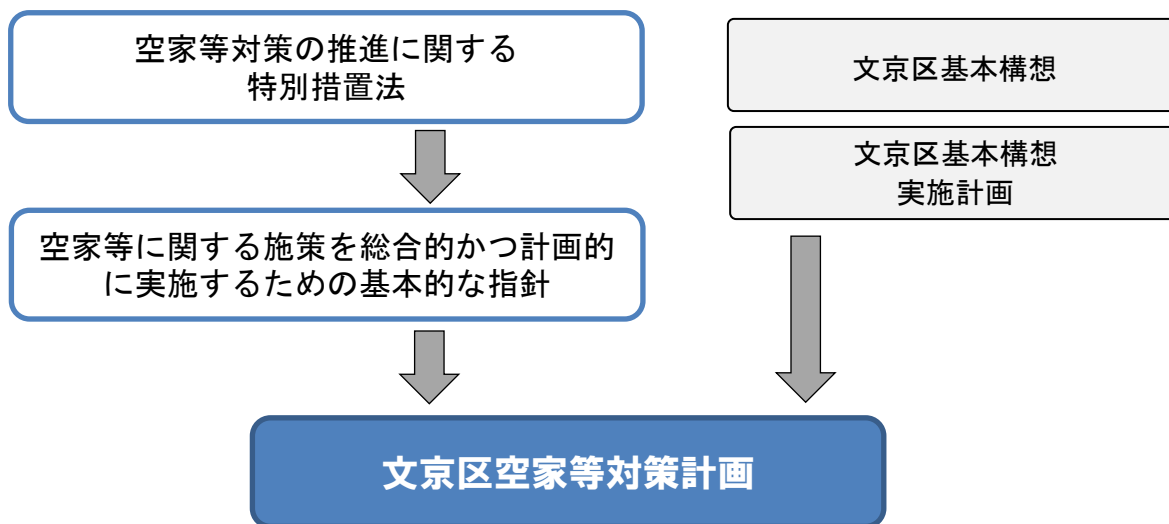 空家等対策の推進に関する
特別措置法
空家等に関する施策を総合的かつ計画的
に実施するための基本的な指針
文京区基本構想
文京区基本構想
実施計画
文京区空家等対策計画